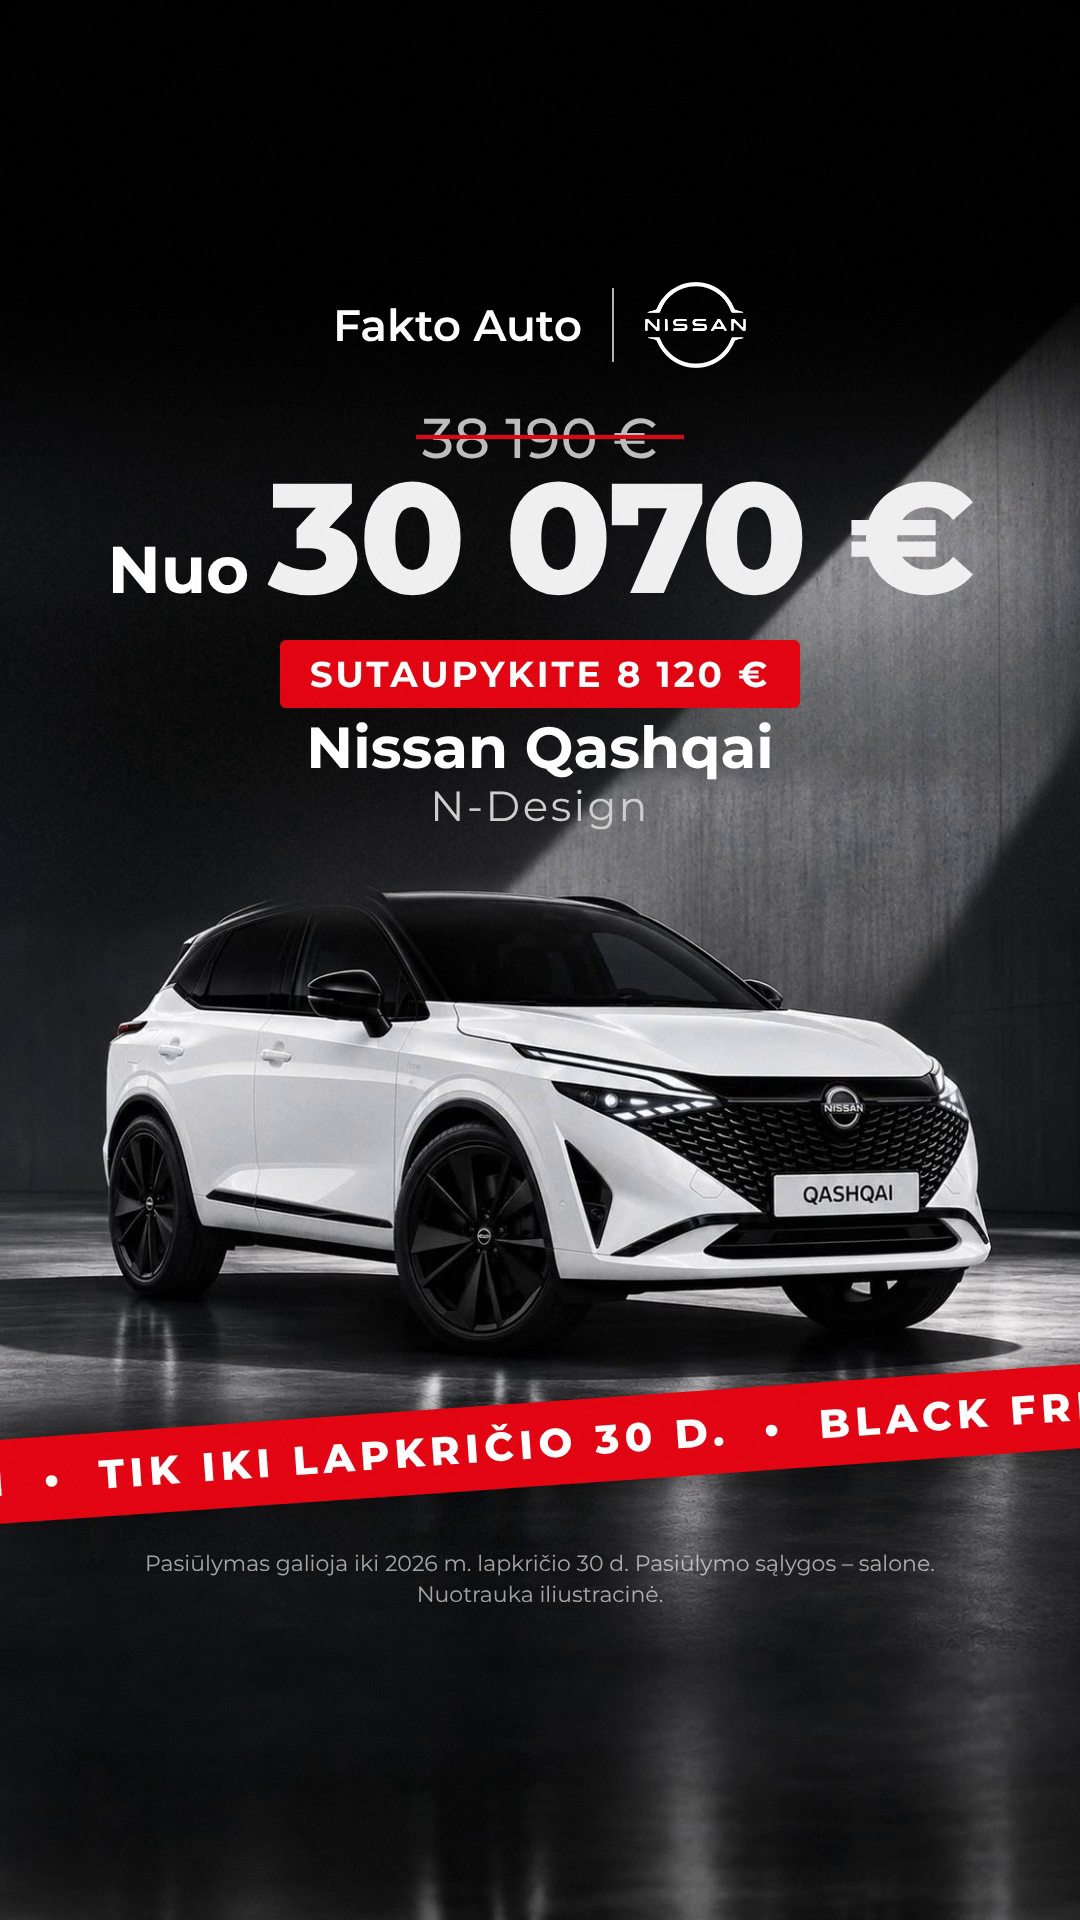 Fakto Auto
NISSAN
38 190 €
Nuo 30 070 €
SUTAUPYKITE 8 120 €
Nissan Qashqai
N-Design
NISSAN
QASHQAI
• TIK IKI LAPKRIČIO 30 D. • BLACK
Pasiūlymas galioja iki 2026 m. lapkričio 30 d. Pasiūlymo sąlygos – salone.
Nuotrauka iliustracinė.